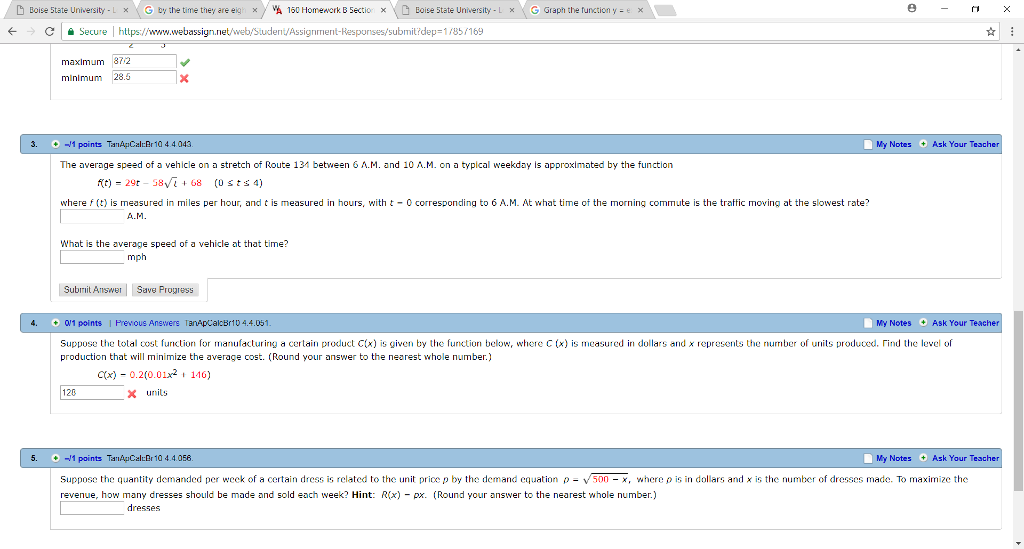 Boise State University - L
by the time they are eigh
160 Homework B Sectio
Boise State University - L
Graph the function y = e
Secure https://www.webassign.net/web/Student/Assignment-Responses/submit?dep=17857169
2 3
maximum 87/2
minimum 28.5
3. -/1 points TanApCalcBr10 4.4.043. My Notes Ask Your Teacher
The average speed of a vehicle on a stretch of Route 134 between 6 A.M. and 10 A.M. on a typical weekday is approximated by the function
f(t) = 29t − 58√t + 68 (0 ≤ t ≤ 4)
where f (t) is measured in miles per hour, and t is measured in hours, with t = 0 corresponding to 6 A.M. At what time of the morning commute is the traffic moving at the slowest rate?
A.M.
What is the average speed of a vehicle at that time?
mph
Submit Answer Save Progress
4. 0/1 points | Previous Answers TanApCalcBr10 4.4.051. My Notes Ask Your Teacher
Suppose the total cost function for manufacturing a certain product C(x) is given by the function below, where C (x) is measured in dollars and x represents the number of units produced. Find the level of
production that will minimize the average cost. (Round your answer to the nearest whole number.)
C(x) = 0.2(0.01x² + 146)
128 units
5. -/1 points TanApCalcBr10 4.4.056. My Notes Ask Your Teacher
Suppose the quantity demanded per week of a certain dress is related to the unit price p by the demand equation p = √500 − x, where p is in dollars and x is the number of dresses made. To maximize the
revenue, how many dresses should be made and sold each week? Hint: R(x) = px. (Round your answer to the nearest whole number.)
dresses